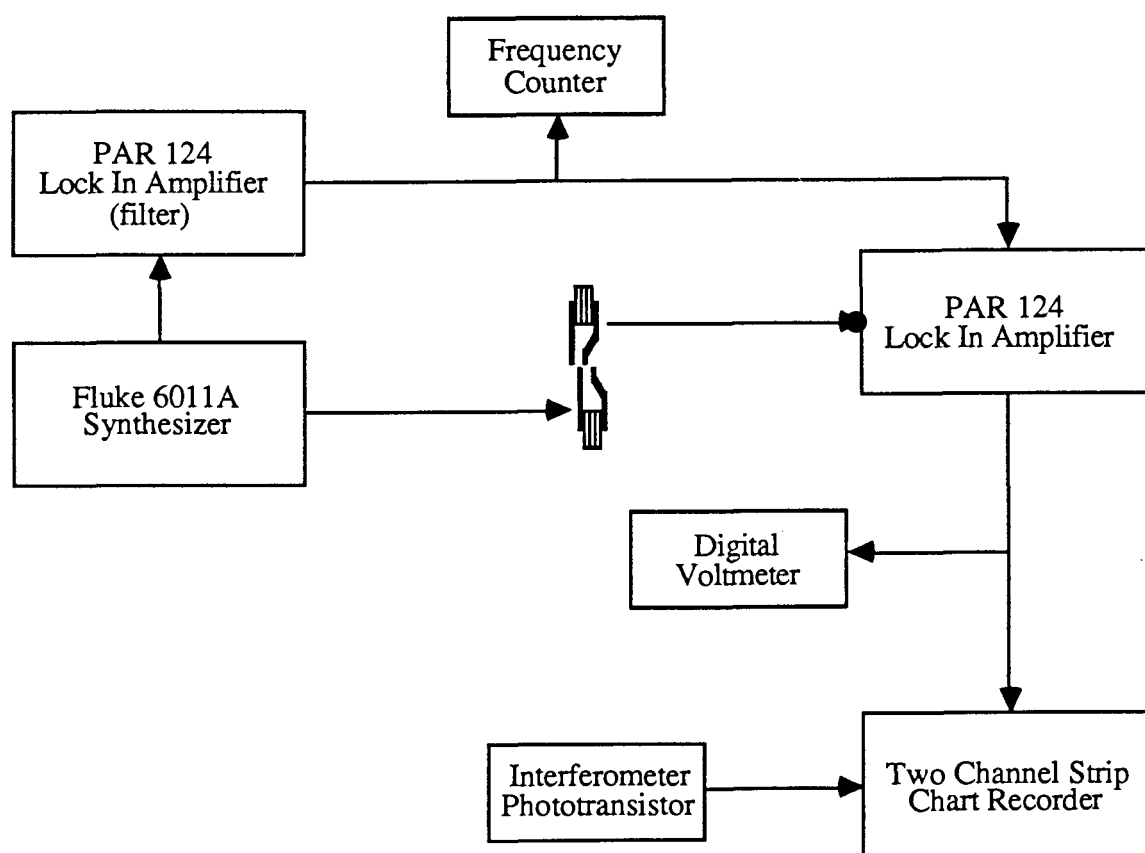 Frequency
Counter
PAR 124
Lock In Amplifier
(filter)
PAR 124
Lock In Amplifier
Fluke 6011A
Synthesizer
Digital
Voltmeter
Interferometer
Phototransistor
Two Channel Strip
Chart Recorder